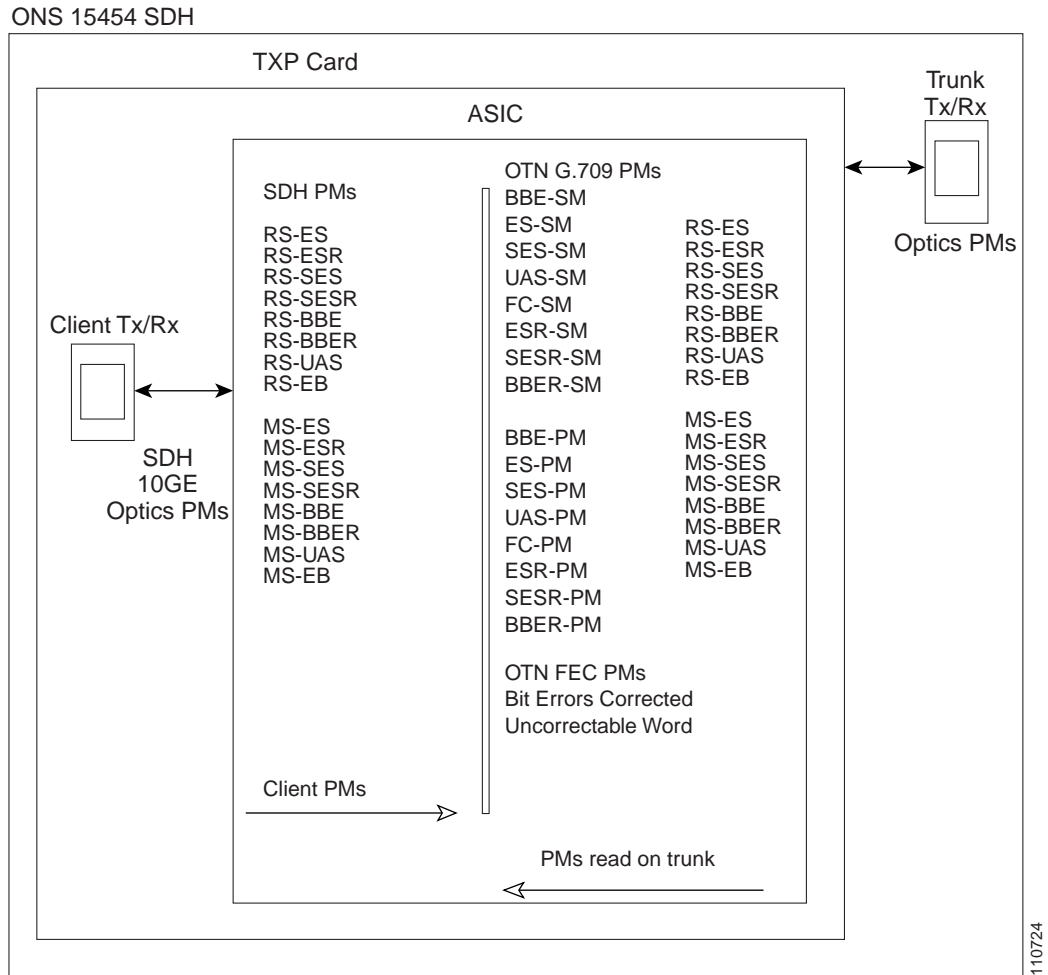 ONS 15454 SDH
TXP Card
ASIC
Trunk
Tx/Rx
Optics PMs
Client Tx/Rx
SDH
10GE
Optics PMs
SDH PMs
RS-ES
RS-ESR
RS-SES
RS-SESR
RS-BBE
RS-BBER
RS-UAS
RS-EB
MS-ES
MS-ESR
MS-SES
MS-SESR
MS-BBE
MS-BBER
MS-UAS
MS-EB
OTN G.709 PMs
BBE-SM
ES-SM
SES-SM
UAS-SM
FC-SM
ESR-SM
SESR-SM
BBER-SM
BBE-PM
ES-PM
SES-PM
UAS-PM
FC-PM
ESR-PM
SESR-PM
BBER-PM
OTN FEC PMs
Bit Errors Corrected
Uncorrectable Word
RS-ES
RS-ESR
RS-SES
RS-SESR
RS-BBE
RS-BBER
RS-UAS
RS-EB
MS-ES
MS-ESR
MS-SES
MS-SESR
MS-BBE
MS-BBER
MS-UAS
MS-EB
Client PMs
PMs read on trunk
110724